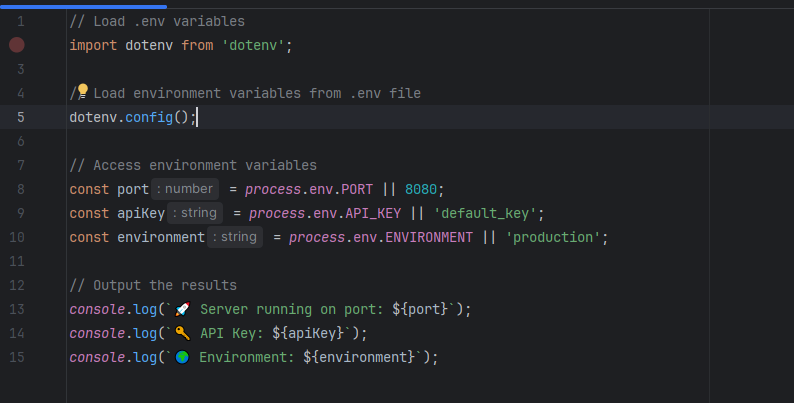 1 // Load .env variables
import dotenv from 'dotenv';
3
4 // Load environment variables from .env file
5 dotenv.config();
6
7 // Access environment variables
8 const port : number = process.env.PORT || 8080;
9 const apiKey : string = process.env.API_KEY || 'default_key';
10 const environment : string = process.env.ENVIRONMENT || 'production';
11
12 // Output the results
13 console.log(`🚀 Server running on port: ${port}`);
14 console.log(`🔑 API Key: ${apiKey}`);
15 console.log(`🌍 Environment: ${environment}`);